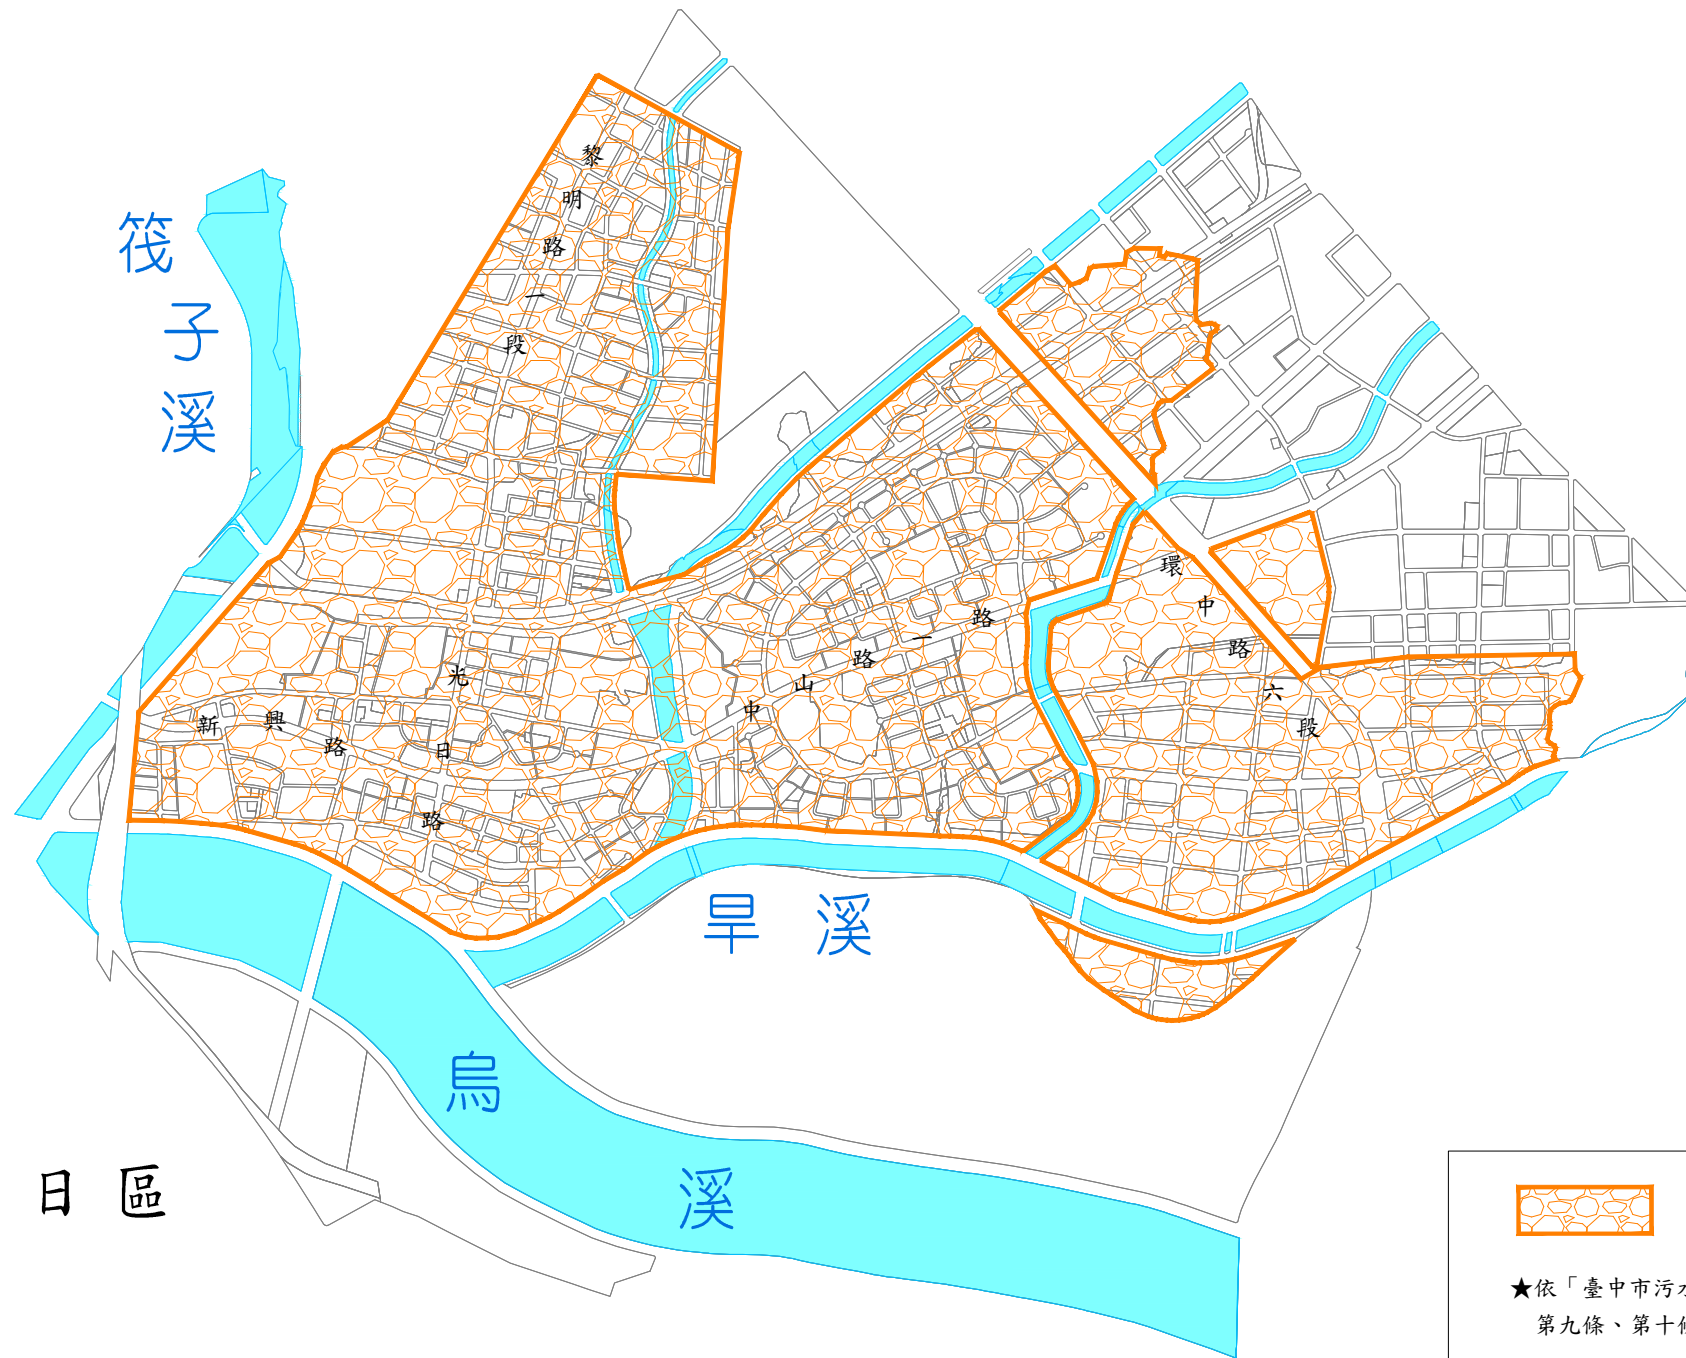 黎明路一段
筏子溪
環中路六段
中山路一路
光日路
新興路
旱溪
烏溪
日區
★依「臺中市污水
第九條、第十條